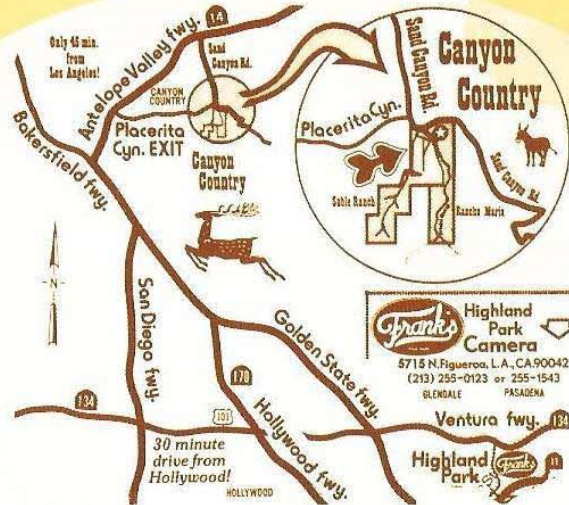 Only 45 min.
from
Los Angeles!
Antelope Valley fwy.
14
Sand
Canyon Rd.
CANYON
COUNTRY
Placerita
Cyn. EXIT
Canyon
Country
Bakersfield fwy.
Sand Canyon Rd.
Canyon
Country
Placerita Cyn.
Sand Canyon Rd.
Sable Ranch
Rancho Maria
N
San Diego fwy.
Golden State fwy.
Frank's
Highland
Park
Camera
5715 N. Figueroa, L.A., CA. 90042
(213) 255-0123 or 255-1543
GLENDALE
PASADENA
134
101
170
Hollywood fwy.
Ventura fwy.
134
30 minute
drive from
Hollywood!
HOLLYWOOD
Highland
Park
Frank's
11